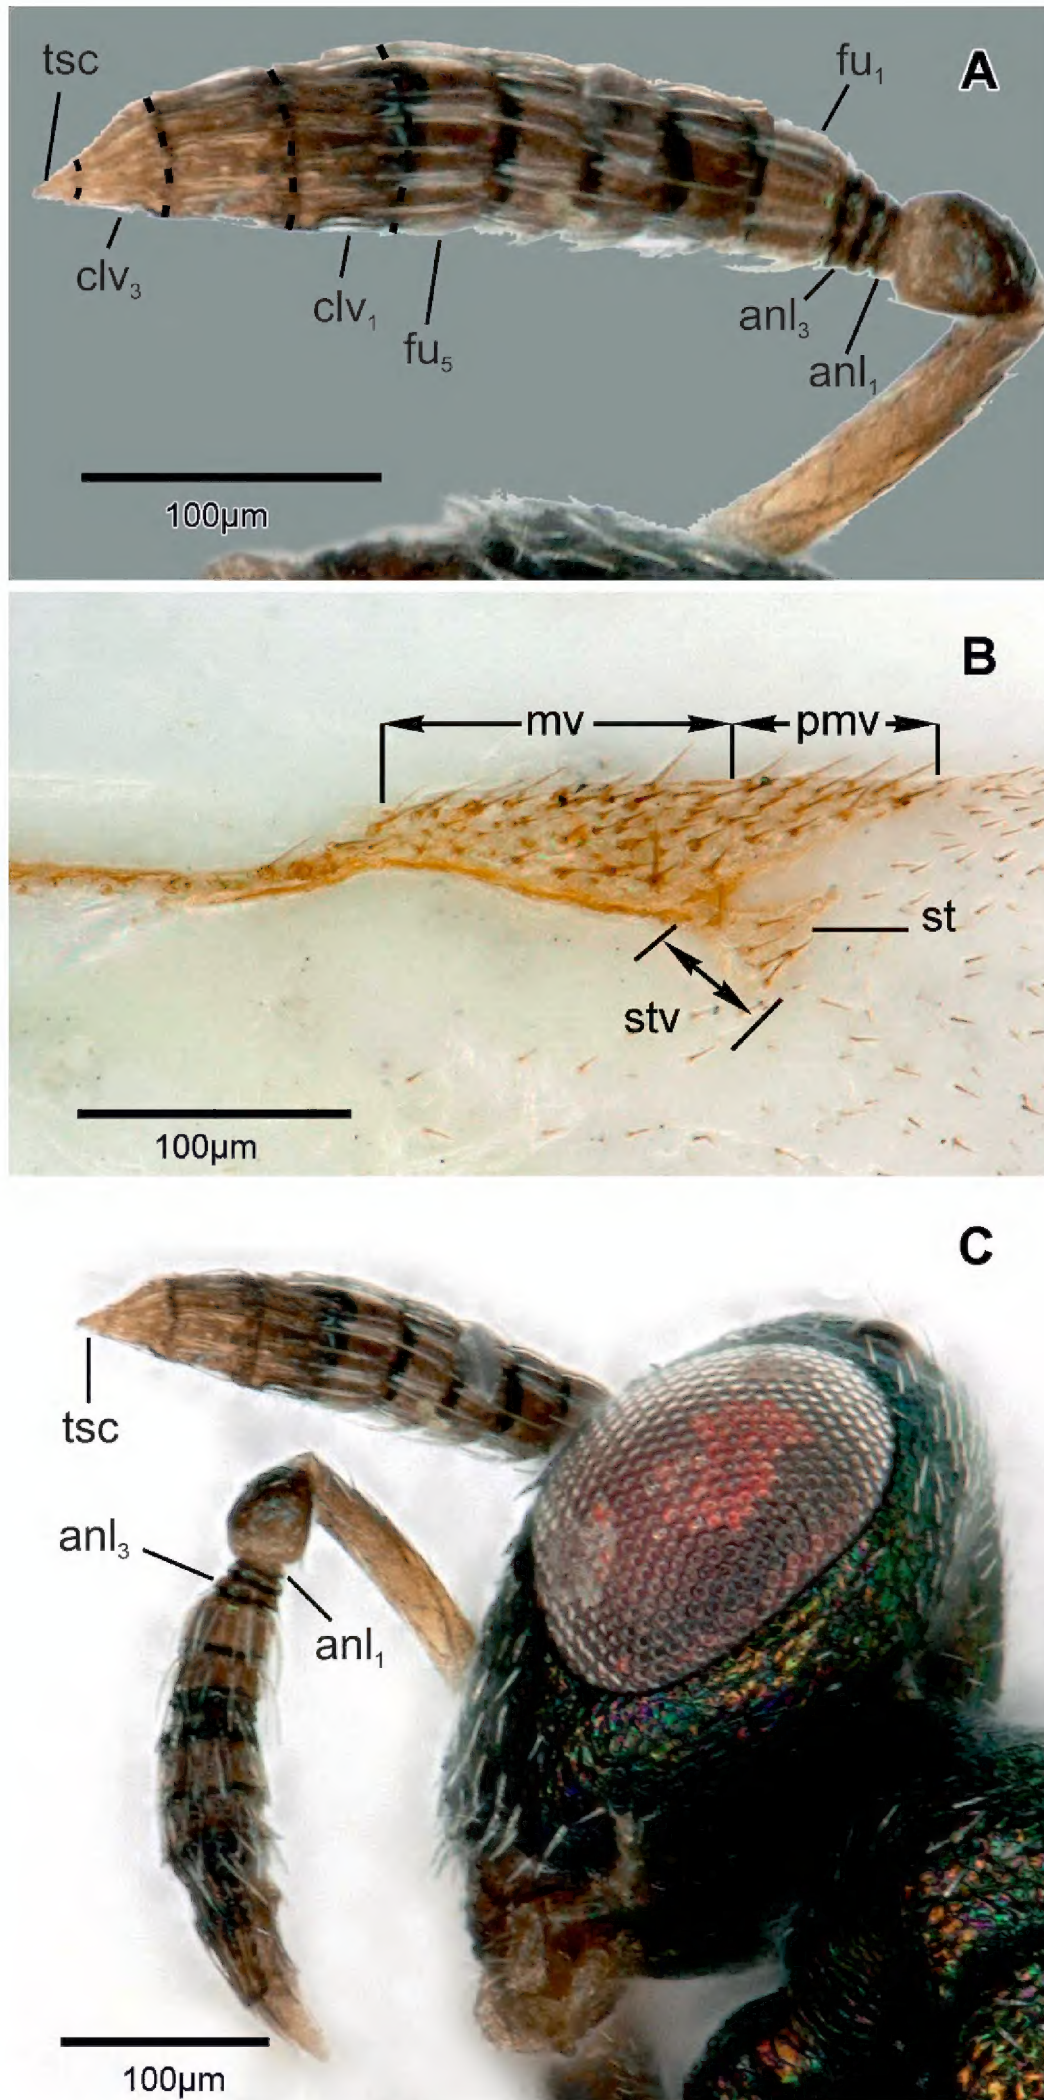 A
tsc
fu₁
clv₃
clv₁
fu₅
anl₃
anl₁
100µm
B
mv
pmv
st
stv
100µm
C
tsc
anl₃
anl₁
100µm